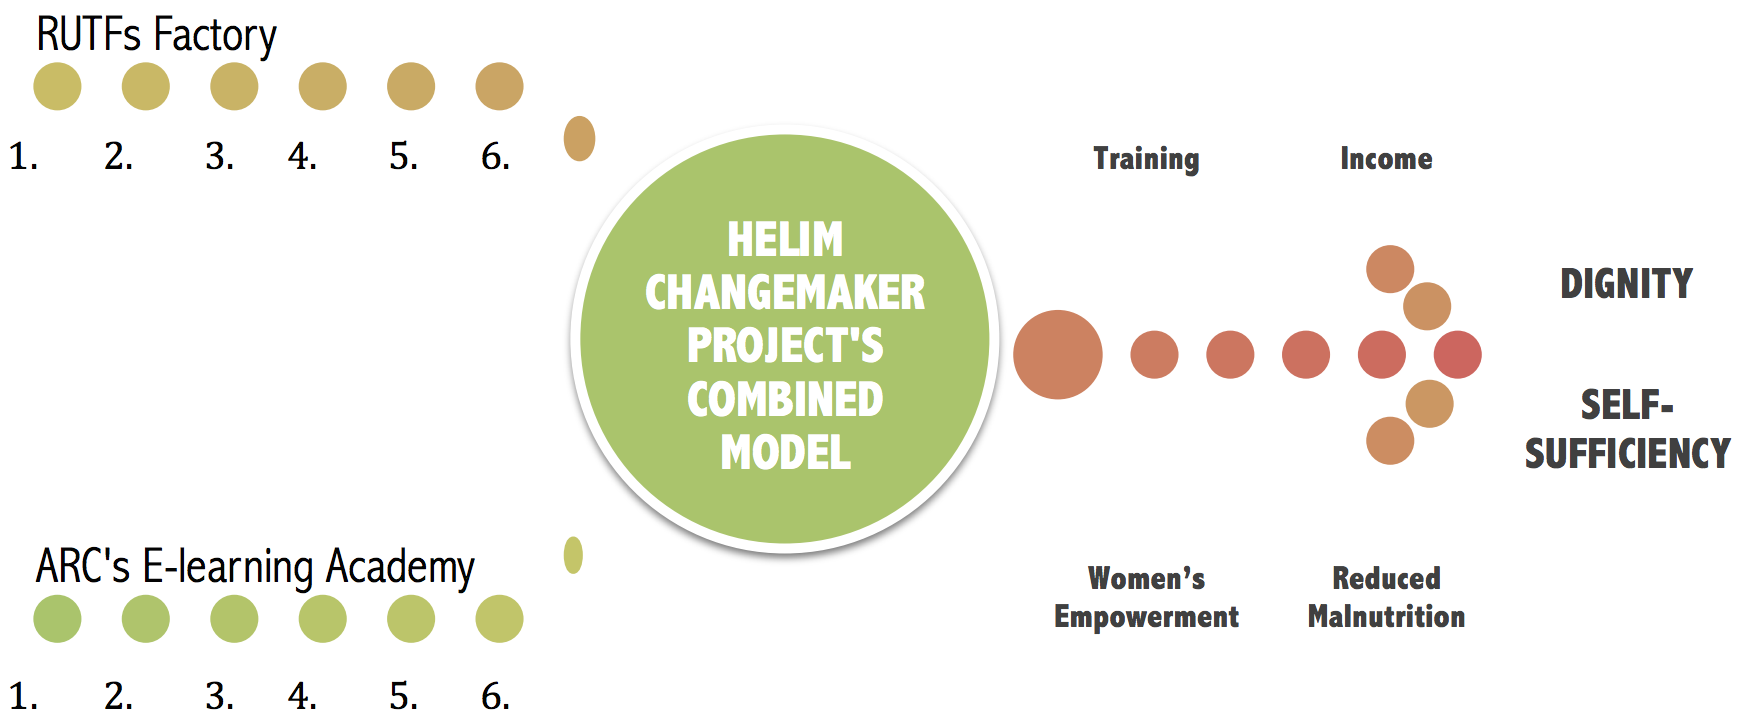 RUTFs Factory
1. 2. 3. 4. 5. 6.
HELIM
CHANGEMAKER
PROJECT'S
COMBINED
MODEL
Training
Income
DIGNITY
SELF-
SUFFICIENCY
Women’s
Empowerment
Reduced
Malnutrition
ARC's E-learning Academy
1. 2. 3. 4. 5. 6.